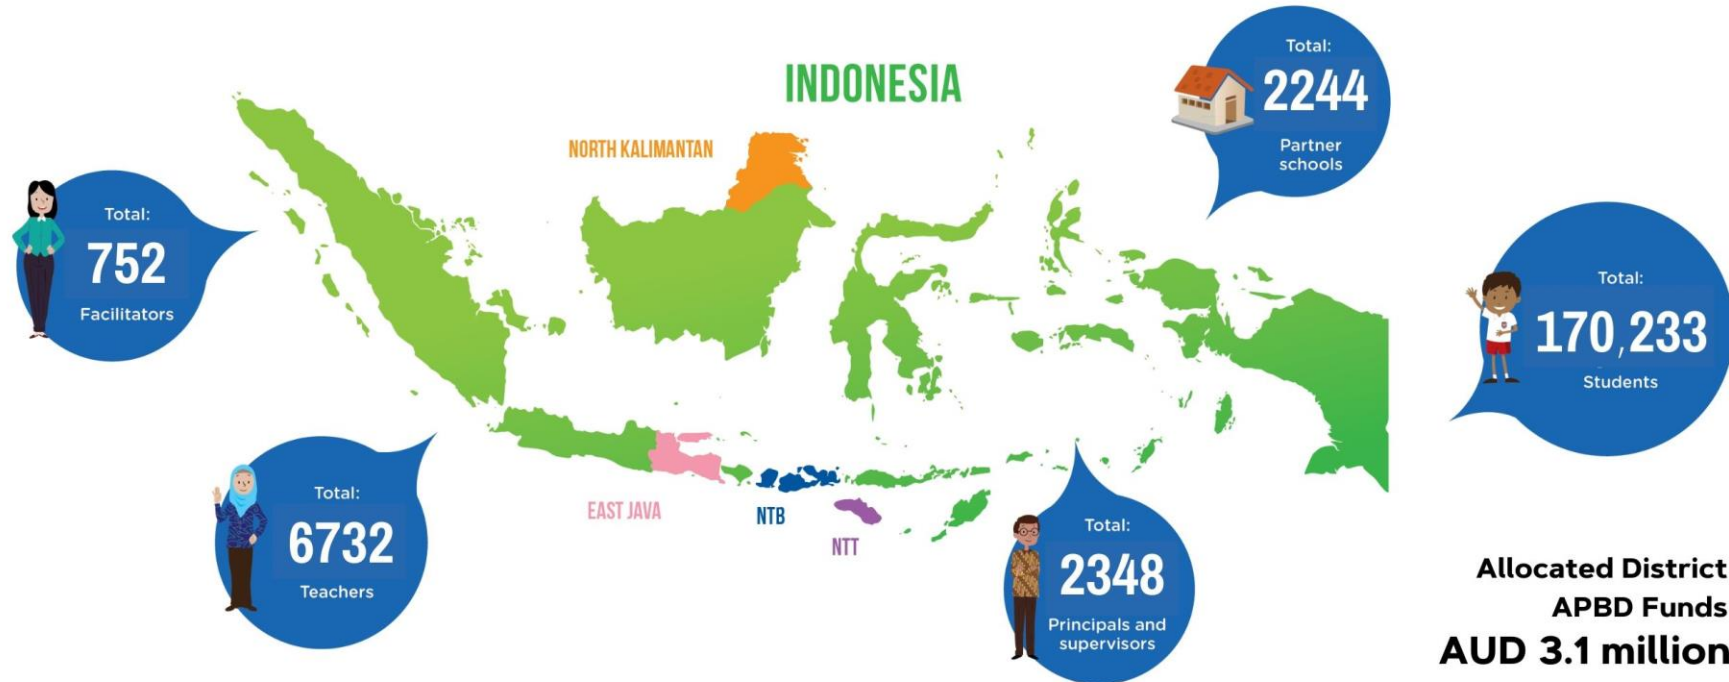 INDONESIA
Total:
2244
Partner
schools
NORTH KALIMANTAN
Total:
752
Facilitators
Total:
170,233
Students
Total:
6732
Teachers
EAST JAVA
NTB
NTT
Total:
2348
Principals and
supervisors
Allocated District
APBD Funds
AUD 3.1 million